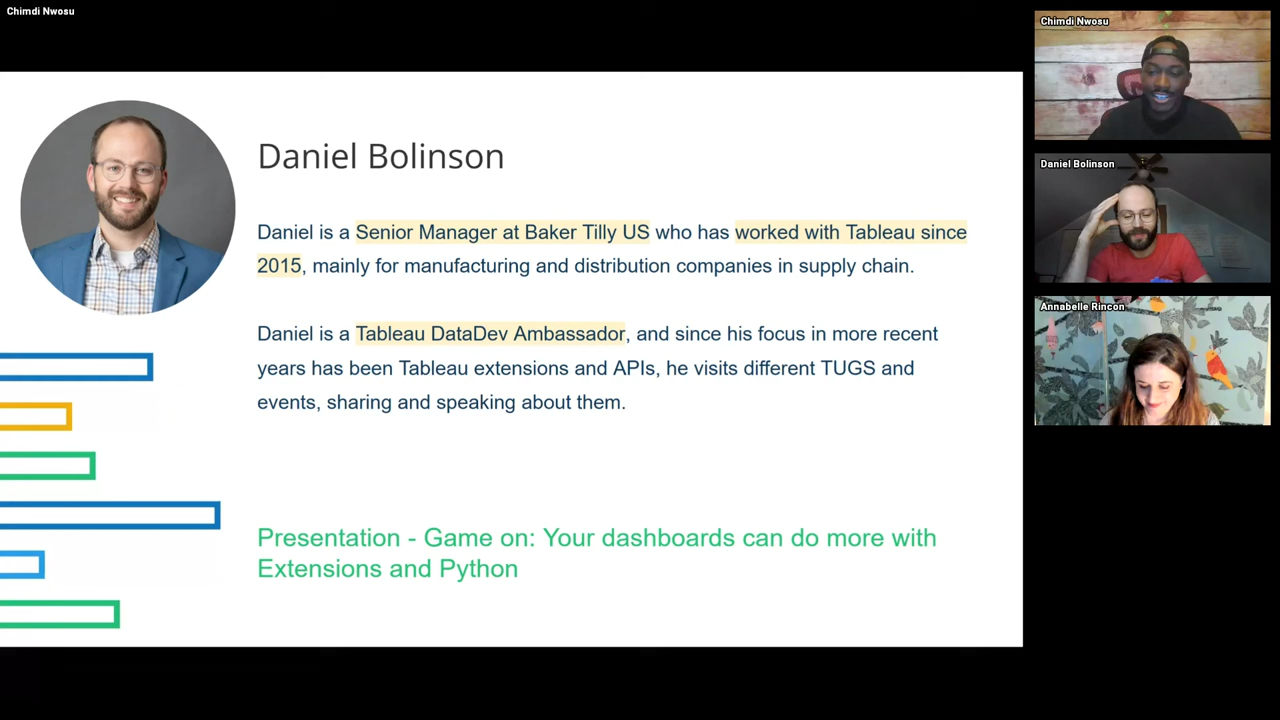 Chimdi Nwosu
Daniel Bolinson
Daniel is a Senior Manager at Baker Tilly US who has worked with Tableau since
2015, mainly for manufacturing and distribution companies in supply chain.
Daniel is a Tableau DataDev Ambassador, and since his focus in more recent
years has been Tableau extensions and APIs, he visits different TUGS and
events, sharing and speaking about them.
Presentation - Game on: Your dashboards can do more with
Extensions and Python
Chimdi Nwosu
Daniel Bolinson
Annabelle Rincon